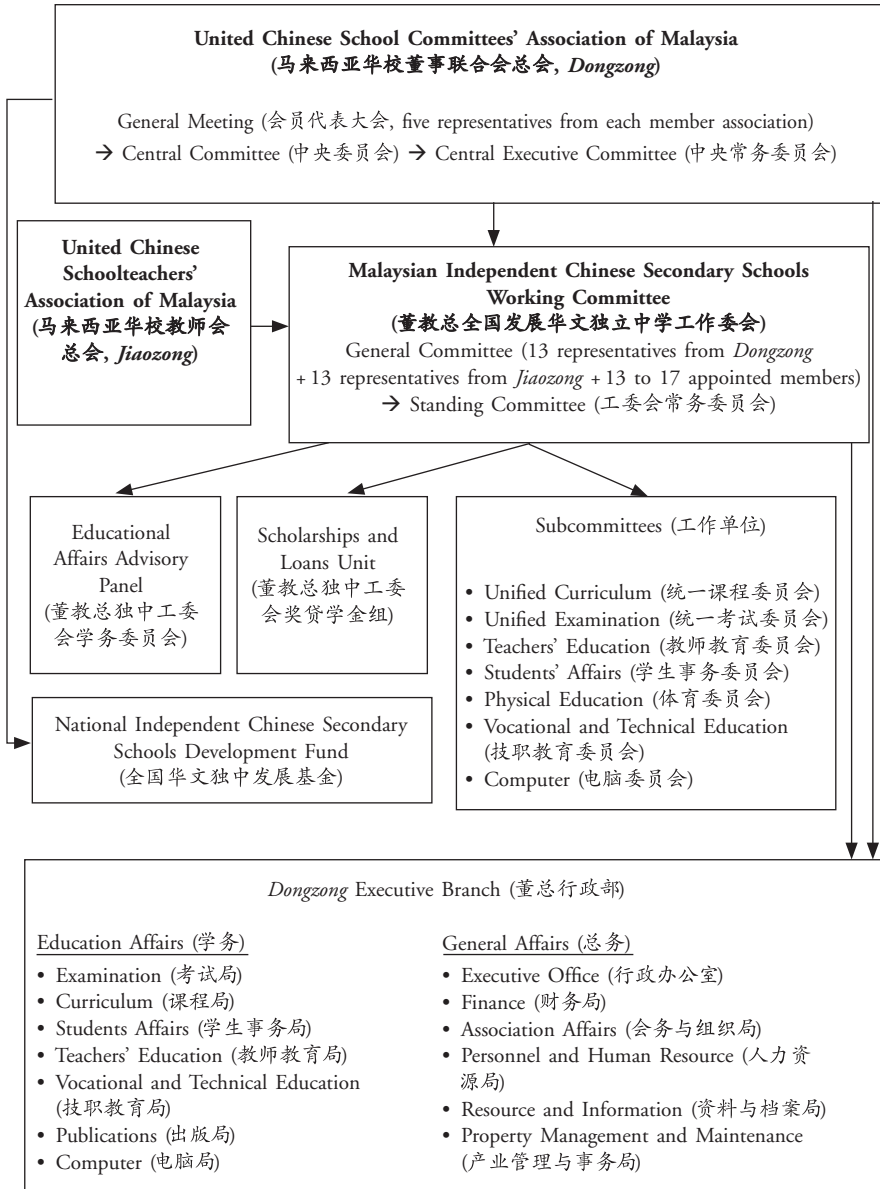 United Chinese School Committees’ Association of Malaysia
(马来西亚华校董事联合会总会, Dongzong)
General Meeting (会员代表大会, five representatives from each member association)
→ Central Committee (中央委员会) → Central Executive Committee (中央常务委员会)
United Chinese
Schoolteachers’
Association of Malaysia
(马来西亚华校教师会
总会, Jiaozong)
Malaysian Independent Chinese Secondary Schools
Working Committee
(董教总全国发展华文独立中学工作委会)
General Committee (13 representatives from Dongzong
+ 13 representatives from Jiaozong + 13 to 17 appointed members)
→ Standing Committee (工委会常务委员会)
Educational
Affairs Advisory
Panel
(董教总独中工委
会学务委员会)
Scholarships and
Loans Unit
(董教总独中工委
会奖贷学金组)
Subcommittees (工作单位)
• Unified Curriculum (统一课程委员会)
• Unified Examination (统一考试委员会)
• Teachers’ Education (教师教育委员会)
• Students’ Affairs (学生事务委员会)
• Physical Education (体育委员会)
• Vocational and Technical Education
(技职教育委员会)
• Computer (电脑委员会)
National Independent Chinese Secondary
Schools Development Fund
(全国华文独中发展基金)
Dongzong Executive Branch (董总行政部)
Education Affairs (学务)
• Examination (考试局)
• Curriculum (课程局)
• Students Affairs (学生事务局)
• Teachers’ Education (教师教育局)
• Vocational and Technical Education
(技职教育局)
• Publications (出版局)
• Computer (电脑局)
General Affairs (总务)
• Executive Office (行政办公室)
• Finance (财务局)
• Association Affairs (会务与组织局)
• Personnel and Human Resource (人力资
源局)
• Resource and Information (资料与档案局)
• Property Management and Maintenance
(产业管理与事务局)